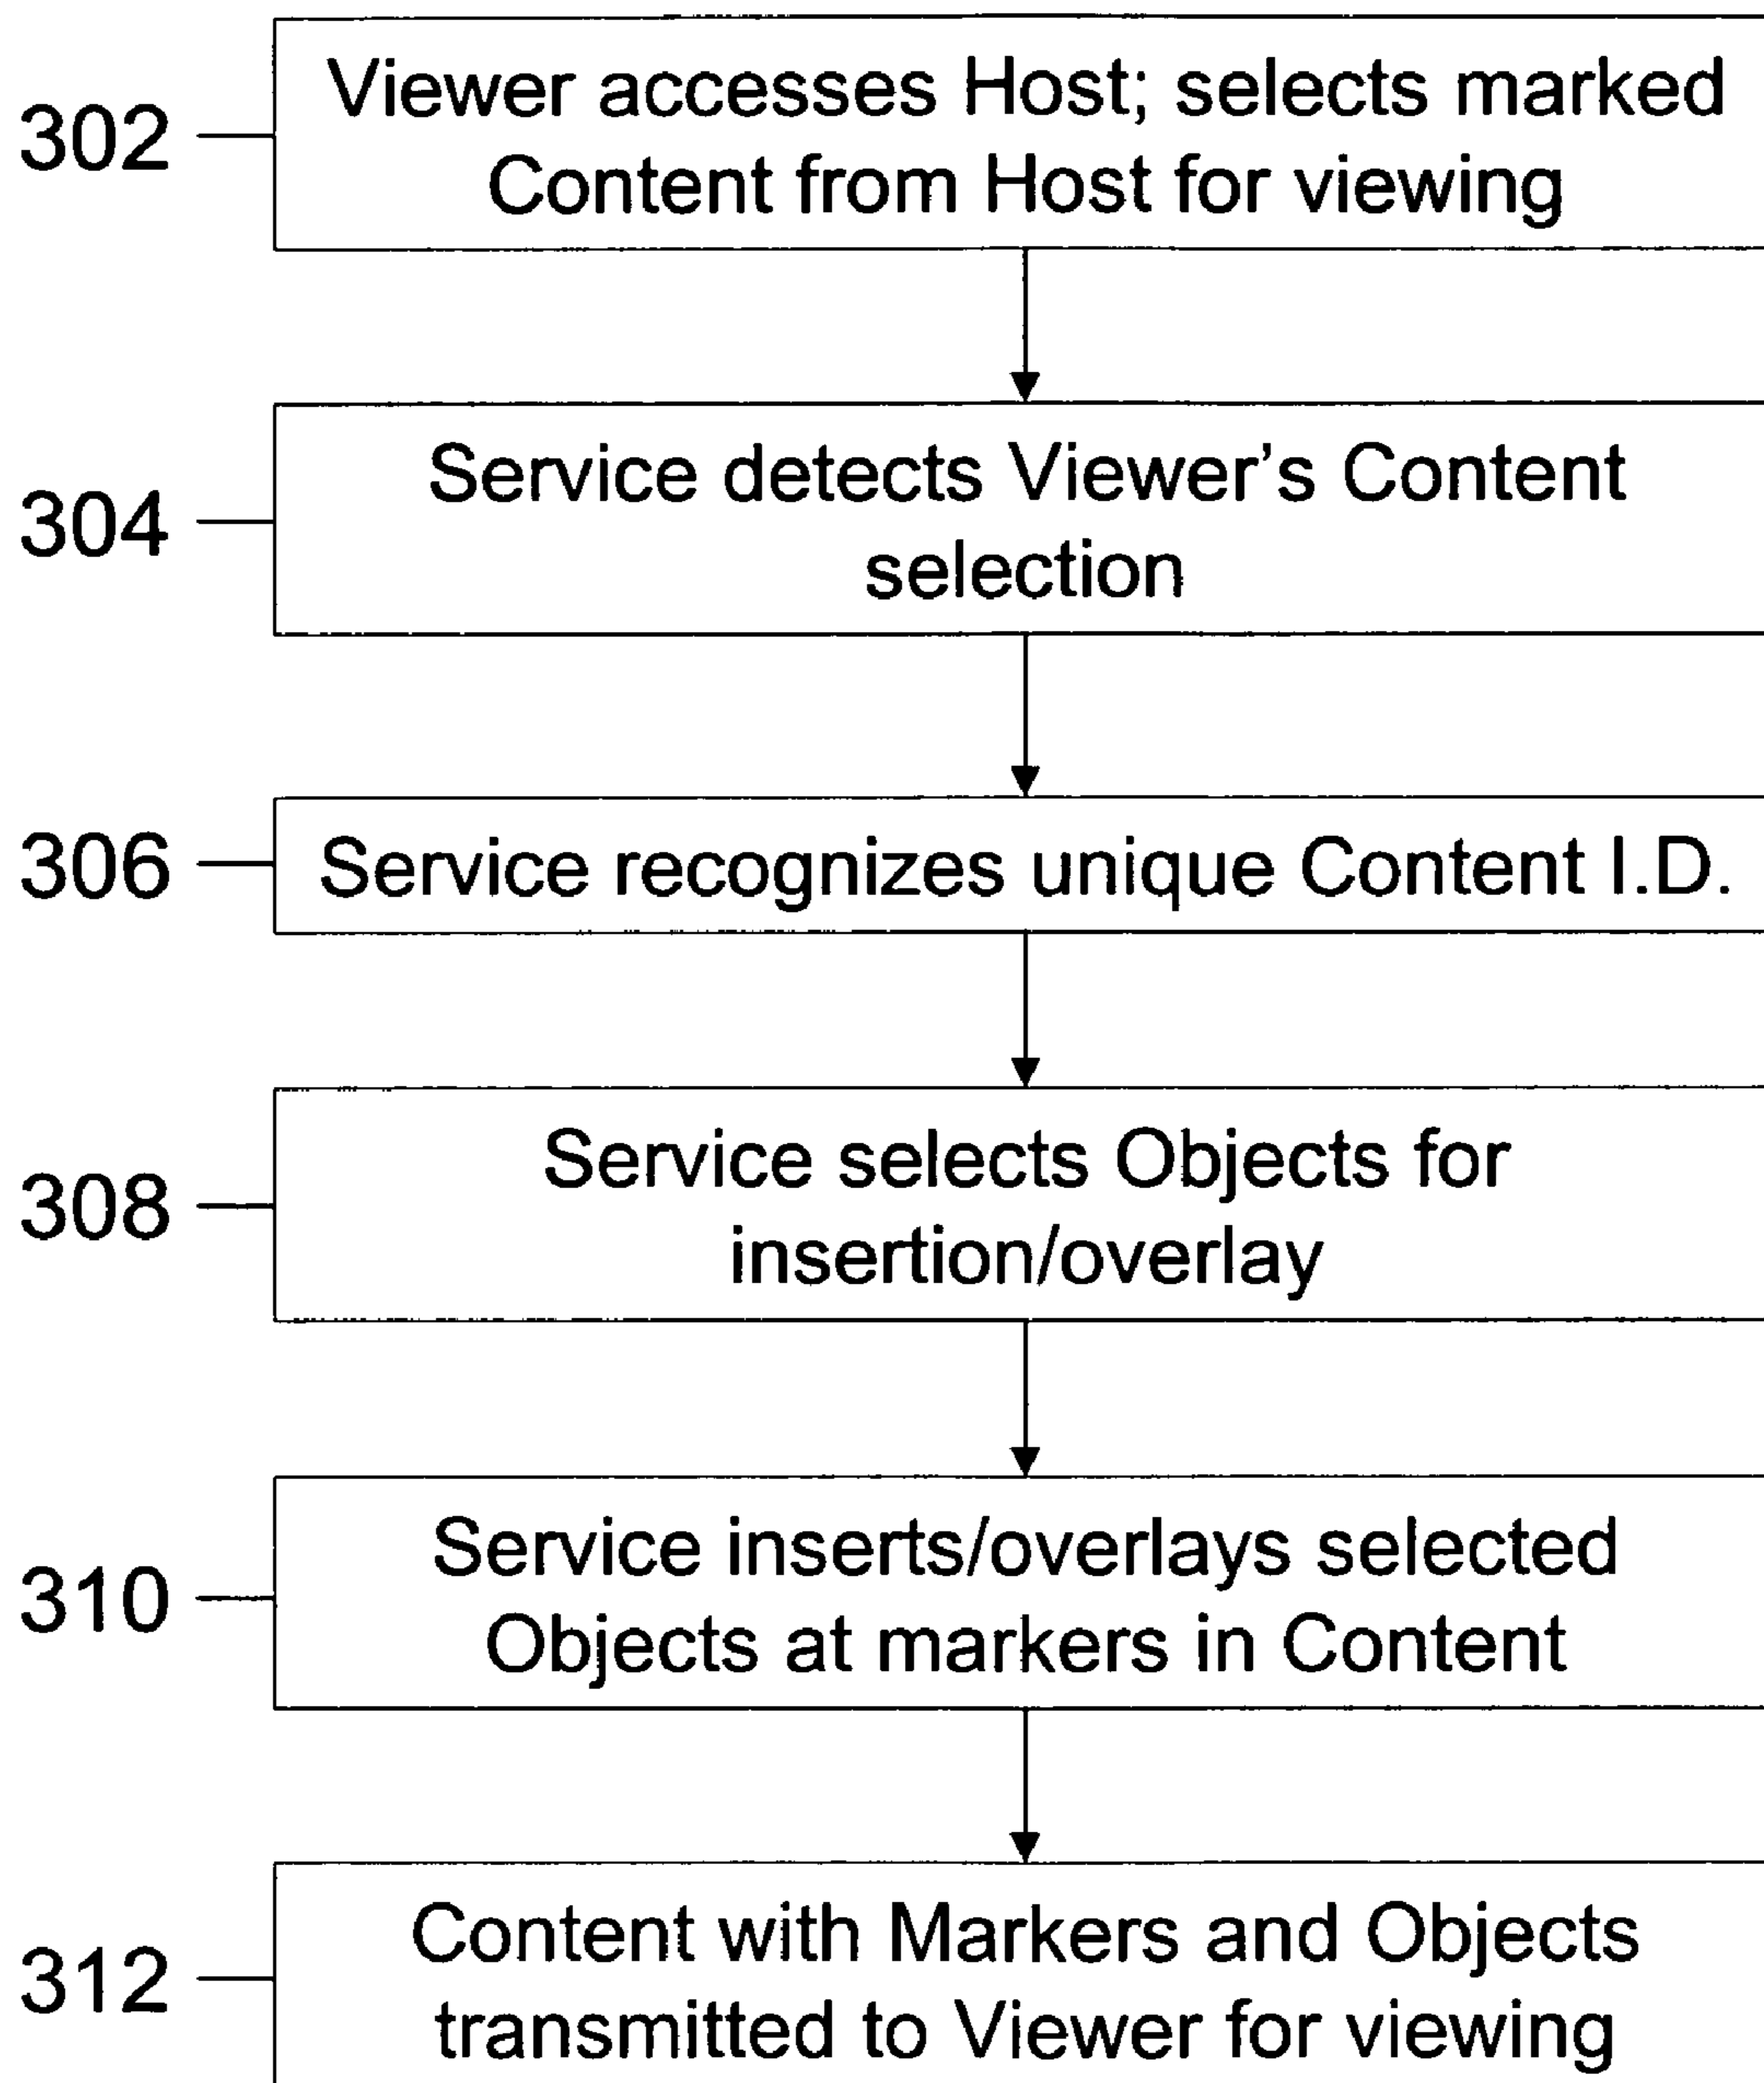 302
Viewer accesses Host; selects marked
Content from Host for viewing
304
Service detects Viewer's Content
selection
306
Service recognizes unique Content I.D.
308
Service selects Objects for
insertion/overlay
310
Service inserts/overlays selected
Objects at markers in Content
312
Content with Markers and Objects
transmitted to Viewer for viewing